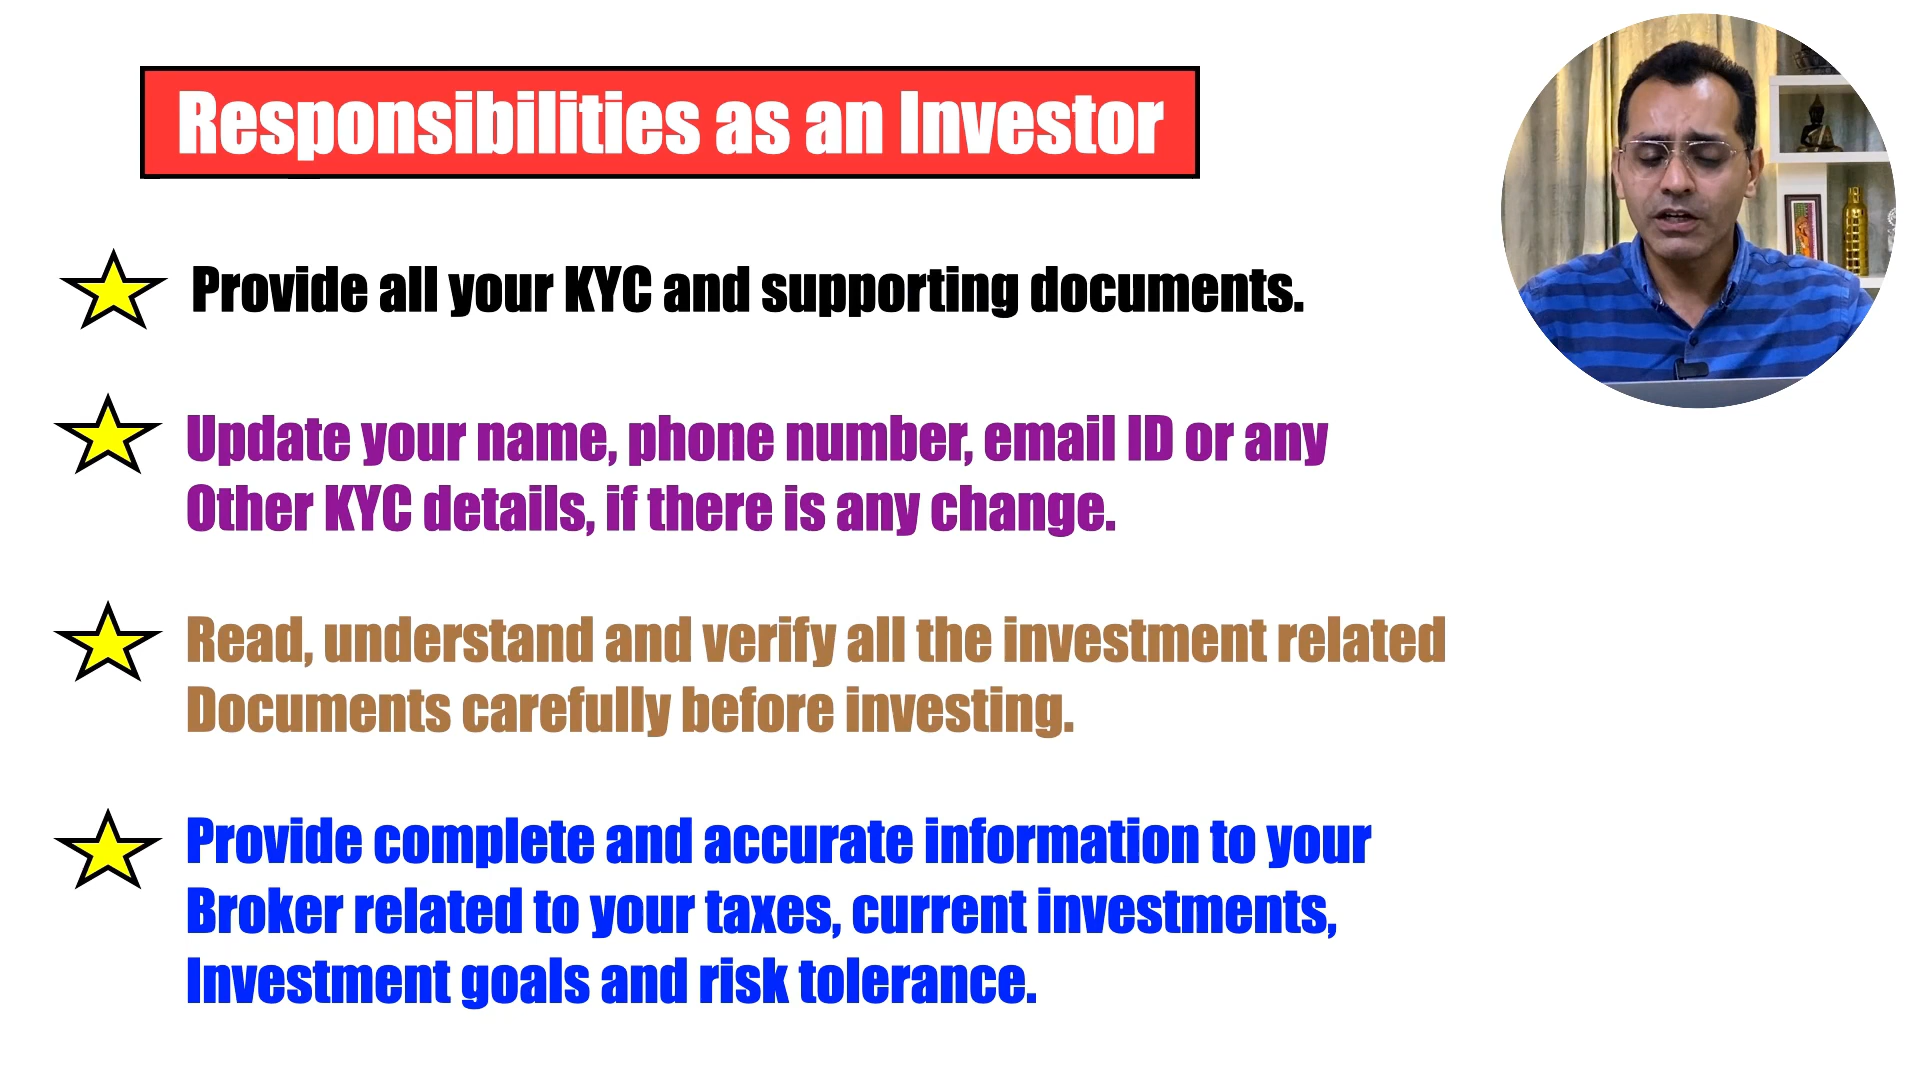 Responsibilities as an Investor
Provide all your KYC and supporting documents.
Update your name, phone number, email ID or any
Other KYC details, if there is any change.
Read, understand and verify all the investment related
Documents carefully before investing.
Provide complete and accurate information to your
Broker related to your taxes, current investments,
Investment goals and risk tolerance.